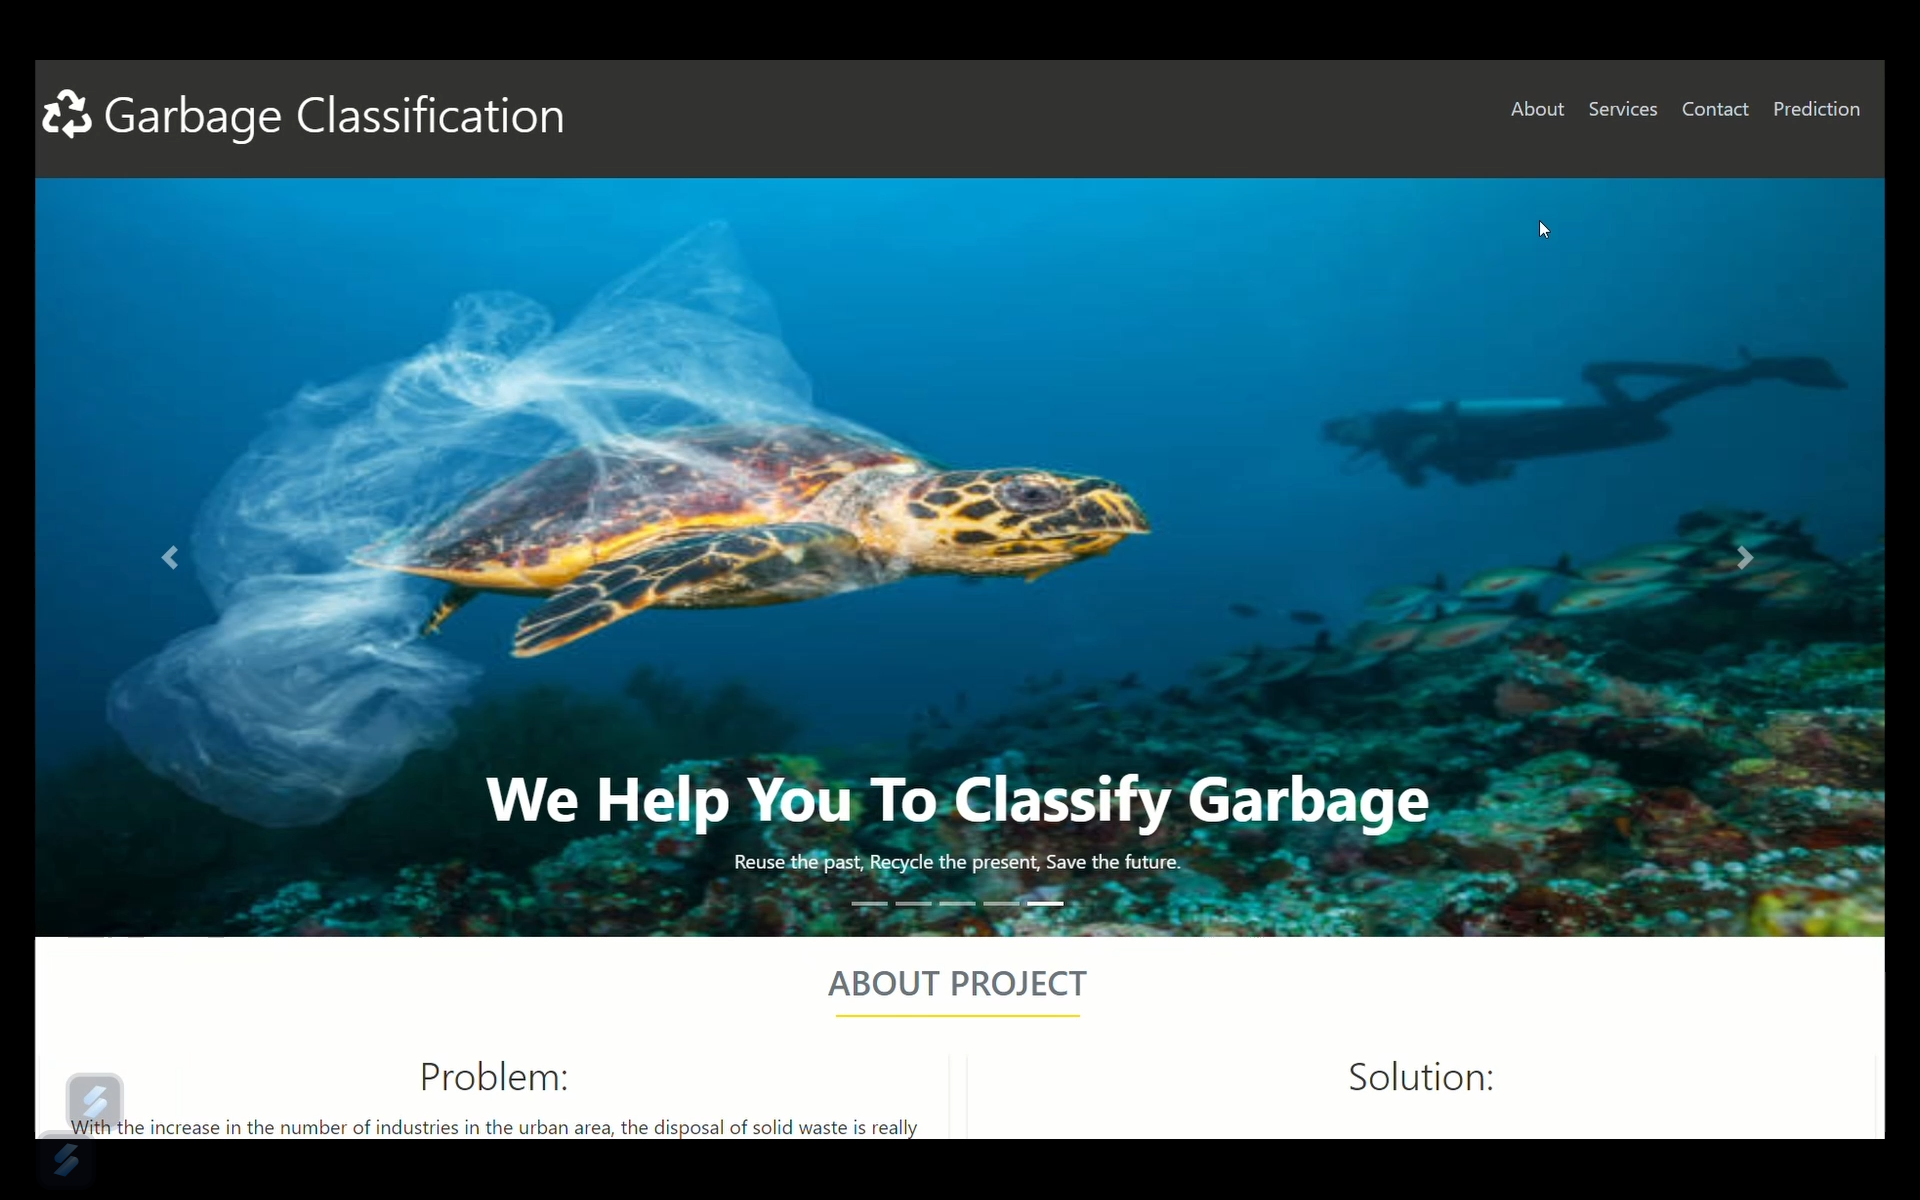 Garbage Classification
About Services Contact Prediction
We Help You To Classify Garbage
Reuse the past, Recycle the present, Save the future.
ABOUT PROJECT
Problem:
With the increase in the number of industries in the urban area, the disposal of solid waste is really
Solution: